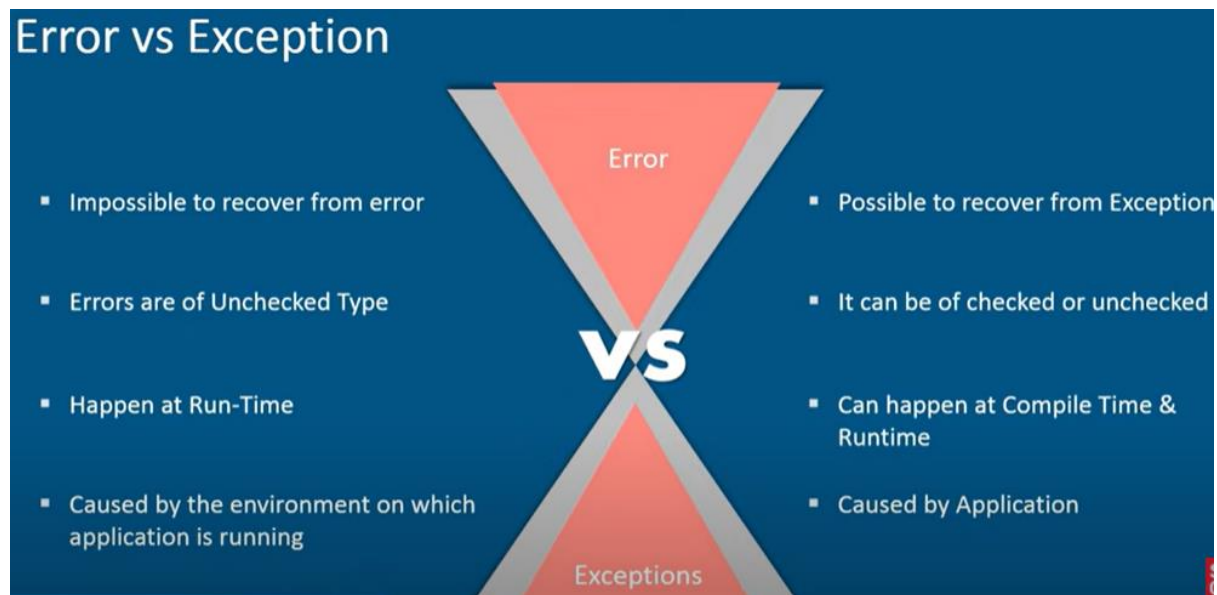 Error vs Exception
Error
▪ Impossible to recover from error
▪ Errors are of Unchecked Type
▪ Happen at Run-Time
▪ Caused by the environment on which
application is running
vs
▪ Possible to recover from Exception
▪ It can be of checked or unchecked
▪ Can happen at Compile Time &
Runtime
▪ Caused by Application
Exceptions